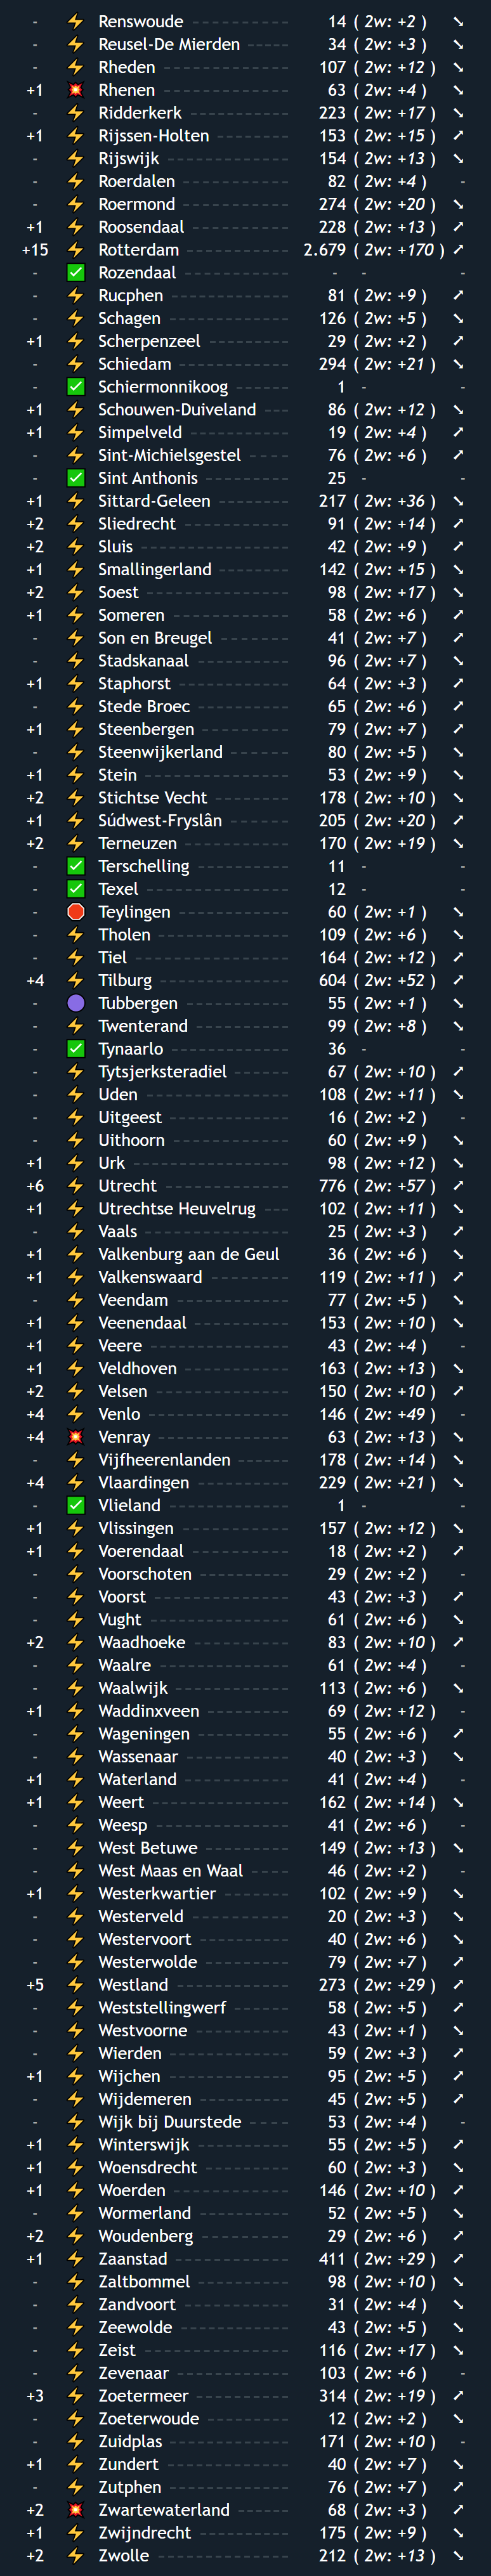 - ⚡ Renswoude 14 ( 2w: +2 ) ➘
- ⚡ Reusel-De Mierden 34 ( 2w: +3 ) ➘
- ⚡ Rheden 107 ( 2w: +12 ) ➘
+1 💥 Rhenen 63 ( 2w: +4 ) ➘
- ⚡ Ridderkerk 223 ( 2w: +17 ) ➘
+1 ⚡ Rijssen-Holten 153 ( 2w: +15 ) ➚
- ⚡ Rijswijk 154 ( 2w: +13 ) ➘
- ⚡ Roerdalen 82 ( 2w: +4 ) -
- ⚡ Roermond 274 ( 2w: +20 ) ➘
+1 ⚡ Roosendaal 228 ( 2w: +13 ) ➚
+15 ⚡ Rotterdam 2.679 ( 2w: +170 ) ➚
- ✅ Rozendaal - - -
- ⚡ Rucphen 81 ( 2w: +9 ) ➚
- ⚡ Schagen 126 ( 2w: +5 ) ➘
+1 ⚡ Scherpenzeel 29 ( 2w: +2 ) ➚
- ⚡ Schiedam 294 ( 2w: +21 ) ➘
- ✅ Schiermonnikoog 1 - -
+1 ⚡ Schouwen-Duiveland 86 ( 2w: +12 ) ➘
+1 ⚡ Simpelveld 19 ( 2w: +4 ) ➚
- ⚡ Sint-Michielsgestel 76 ( 2w: +6 ) ➚
- ✅ Sint Anthonis 25 - -
+1 ⚡ Sittard-Geleen 217 ( 2w: +36 ) ➘
+2 ⚡ Sliedrecht 91 ( 2w: +14 ) ➚
+2 ⚡ Sluis 42 ( 2w: +9 ) ➚
+1 ⚡ Smallingerland 142 ( 2w: +15 ) ➘
+2 ⚡ Soest 98 ( 2w: +17 ) ➘
+1 ⚡ Someren 58 ( 2w: +6 ) ➚
- ⚡ Son en Breugel 41 ( 2w: +7 ) ➚
- ⚡ Stadskanaal 96 ( 2w: +7 ) ➘
+1 ⚡ Staphorst 64 ( 2w: +3 ) ➚
- ⚡ Stede Broec 65 ( 2w: +6 ) ➚
+1 ⚡ Steenbergen 79 ( 2w: +7 ) ➚
- ⚡ Steenwijkerland 80 ( 2w: +5 ) ➘
+1 ⚡ Stein 53 ( 2w: +9 ) ➘
+2 ⚡ Stichtse Vecht 178 ( 2w: +10 ) ➘
+1 ⚡ Súdwest-Fryslân 205 ( 2w: +20 ) ➚
+2 ⚡ Terneuzen 170 ( 2w: +19 ) ➘
- ✅ Terschelling 11 - -
- ✅ Texel 12 - -
- 🛑 Teylingen 60 ( 2w: +1 ) ➘
- ⚡ Tholen 109 ( 2w: +6 ) ➘
- ⚡ Tiel 164 ( 2w: +12 ) ➚
+4 ⚡ Tilburg 604 ( 2w: +52 ) ➚
- 🟣 Tubbergen 55 ( 2w: +1 ) ➘
- ⚡ Twenterand 99 ( 2w: +8 ) ➘
- ✅ Tynaarlo 36 - -
- ⚡ Tytsjerksteradiel 67 ( 2w: +10 ) ➚
- ⚡ Uden 108 ( 2w: +11 ) ➘
- ⚡ Uitgeest 16 ( 2w: +2 ) -
- ⚡ Uithoorn 60 ( 2w: +9 ) ➘
+1 ⚡ Urk 98 ( 2w: +12 ) ➘
+6 ⚡ Utrecht 776 ( 2w: +57 ) ➚
+1 ⚡ Utrechtse Heuvelrug 102 ( 2w: +11 ) ➘
- ⚡ Vaals 25 ( 2w: +3 ) ➚
+1 ⚡ Valkenburg aan de Geul 36 ( 2w: +6 ) ➘
+1 ⚡ Valkenswaard 119 ( 2w: +11 ) ➚
- ⚡ Veendam 77 ( 2w: +5 ) ➘
+1 ⚡ Veenendaal 153 ( 2w: +10 ) ➘
+1 ⚡ Veere 43 ( 2w: +4 ) -
+1 ⚡ Veldhoven 163 ( 2w: +13 ) ➘
+2 ⚡ Velsen 150 ( 2w: +10 ) ➚
+4 ⚡ Venlo 146 ( 2w: +49 ) -
+4 💥 Venray 63 ( 2w: +13 ) ➘
- ⚡ Vijfheerenlanden 178 ( 2w: +14 ) ➘
+4 ⚡ Vlaardingen 229 ( 2w: +21 ) ➘
- ✅ Vlieland 1 - -
+1 ⚡ Vlissingen 157 ( 2w: +12 ) ➘
+1 ⚡ Voerendaal 18 ( 2w: +2 ) ➚
- ⚡ Voorschoten 29 ( 2w: +2 ) -
- ⚡ Voorst 43 ( 2w: +3 ) ➚
- ⚡ Vught 61 ( 2w: +6 ) ➘
+2 ⚡ Waadhoeke 83 ( 2w: +10 ) ➚
- ⚡ Waalre 61 ( 2w: +4 ) -
- ⚡ Waalwijk 113 ( 2w: +6 ) ➘
+1 ⚡ Waddinxveen 69 ( 2w: +12 ) -
- ⚡ Wageningen 55 ( 2w: +6 ) ➚
- ⚡ Wassenaar 40 ( 2w: +3 ) ➘
+1 ⚡ Waterland 41 ( 2w: +4 ) -
+1 ⚡ Weert 162 ( 2w: +14 ) ➘
- ⚡ Weesp 41 ( 2w: +6 ) -
- ⚡ West Betuwe 149 ( 2w: +13 ) ➘
- ⚡ West Maas en Waal 46 ( 2w: +2 ) -
+1 ⚡ Westerkwartier 102 ( 2w: +9 ) ➘
- ⚡ Westerveld 20 ( 2w: +3 ) ➘
- ⚡ Westervoort 40 ( 2w: +6 ) ➘
- ⚡ Westerwolde 79 ( 2w: +7 ) ➚
+5 ⚡ Westland 273 ( 2w: +29 ) ➚
- ⚡ Weststellingwerf 58 ( 2w: +5 ) ➚
- ⚡ Westvoorne 43 ( 2w: +1 ) ➘
- ⚡ Wierden 59 ( 2w: +3 ) ➚
+1 ⚡ Wijchen 95 ( 2w: +5 ) ➚
- ⚡ Wijdemeren 45 ( 2w: +5 ) ➚
- ⚡ Wijk bij Duurstede 53 ( 2w: +4 ) -
+1 ⚡ Winterswijk 55 ( 2w: +5 ) ➚
+1 ⚡ Woensdrecht 60 ( 2w: +3 ) ➘
+1 ⚡ Woerden 146 ( 2w: +10 ) ➚
- ⚡ Wormerland 52 ( 2w: +5 ) ➘
+2 ⚡ Woudenberg 29 ( 2w: +6 ) ➚
+1 ⚡ Zaanstad 411 ( 2w: +29 ) ➚
- ⚡ Zaltbommel 98 ( 2w: +10 ) ➘
- ⚡ Zandvoort 31 ( 2w: +4 ) ➘
- ⚡ Zeewolde 43 ( 2w: +5 ) ➘
- ⚡ Zeist 116 ( 2w: +17 ) ➘
- ⚡ Zevenaar 103 ( 2w: +6 ) -
+3 ⚡ Zoetermeer 314 ( 2w: +19 ) ➚
- ⚡ Zoeterwoude 12 ( 2w: +2 ) ➘
- ⚡ Zuidplas 171 ( 2w: +10 ) -
+1 ⚡ Zundert 40 ( 2w: +7 ) ➘
- ⚡ Zutphen 76 ( 2w: +7 ) ➚
+2 💥 Zwartewaterland 68 ( 2w: +3 ) ➚
+1 ⚡ Zwijndrecht 175 ( 2w: +9 ) ➘
+2 ⚡ Zwolle 212 ( 2w: +13 ) ➘